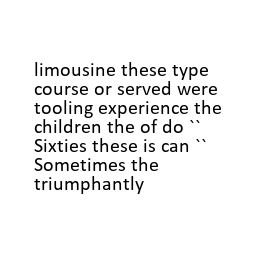 limousine these type
course or served were
tooling experience the
children the of do ``
Sixties these is can ``
Sometimes the
triumphantly